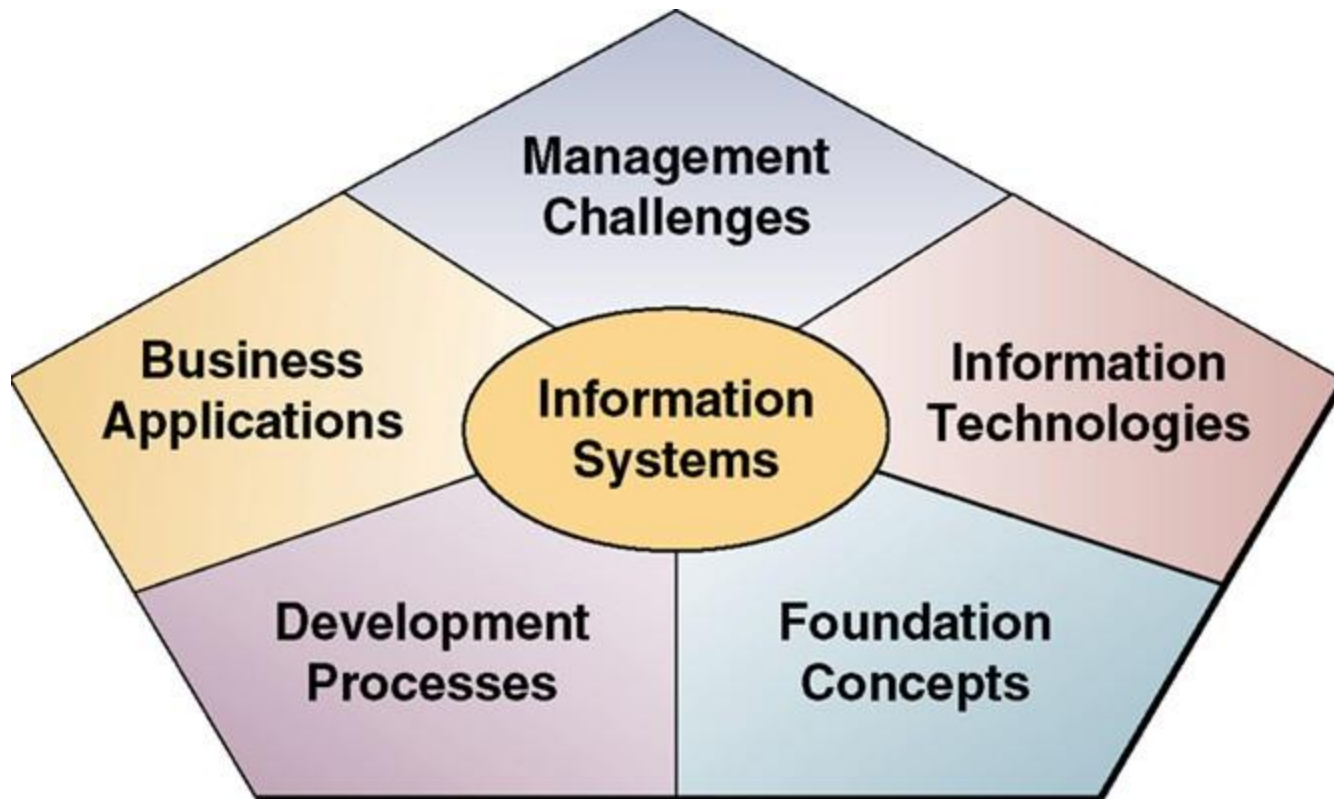 Management
Challenges
Business
Applications
Information
Systems
Information
Technologies
Development
Processes
Foundation
Concepts